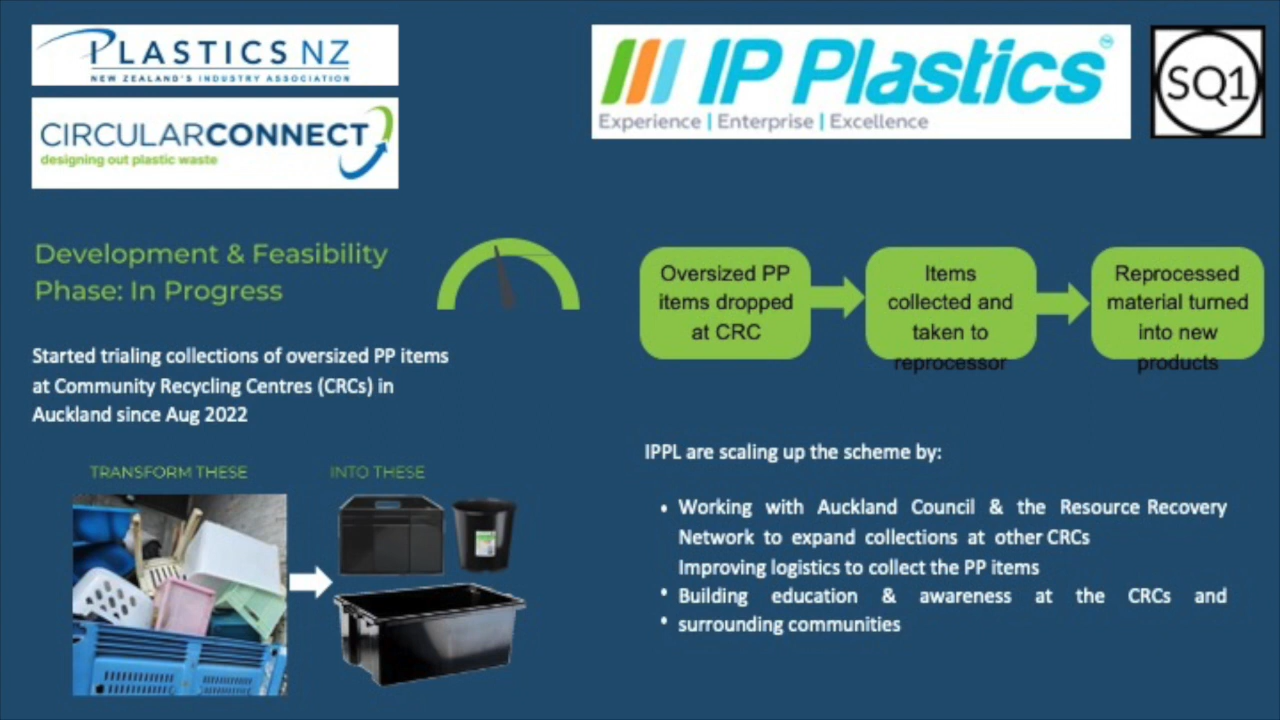 PLASTICS NZ
NEW ZEALAND'S INDUSTRY ASSOCIATION
CIRCULARCONNECT
designing out plastic waste
IP Plastics
Experience | Enterprise | Excellence
SQ1
Development & Feasibility
Phase: In Progress
Started trialing collections of oversized PP items
at Community Recycling Centres (CRCs) in
Auckland since Aug 2022
TRANSFORM THESE
INTO THESE
Oversized PP
items dropped
at CRC
Items
collected and
taken to
reprocessor
Reprocessed
material turned
into new
products
IPPL are scaling up the scheme by:
• Working with Auckland Council & the Resource Recovery
Network to expand collections at other CRCs
Improving logistics to collect the PP items
• Building education & awareness at the CRCs and
• surrounding communities